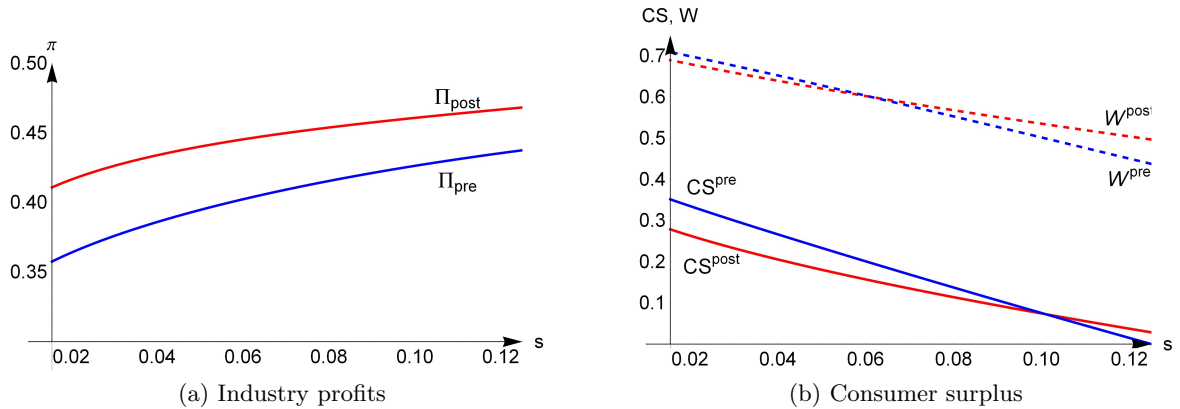 π
0.50
0.45
0.40
0.35
Π_post
Π_pre
0.02 0.04 0.06 0.08 0.10 0.12 s
(a) Industry profits
CS, W
0.7
0.6
0.5
0.4
0.3
0.2
0.1
W^post
W^pre
CS^pre
CS^post
0.02 0.04 0.06 0.08 0.10 0.12 s
(b) Consumer surplus